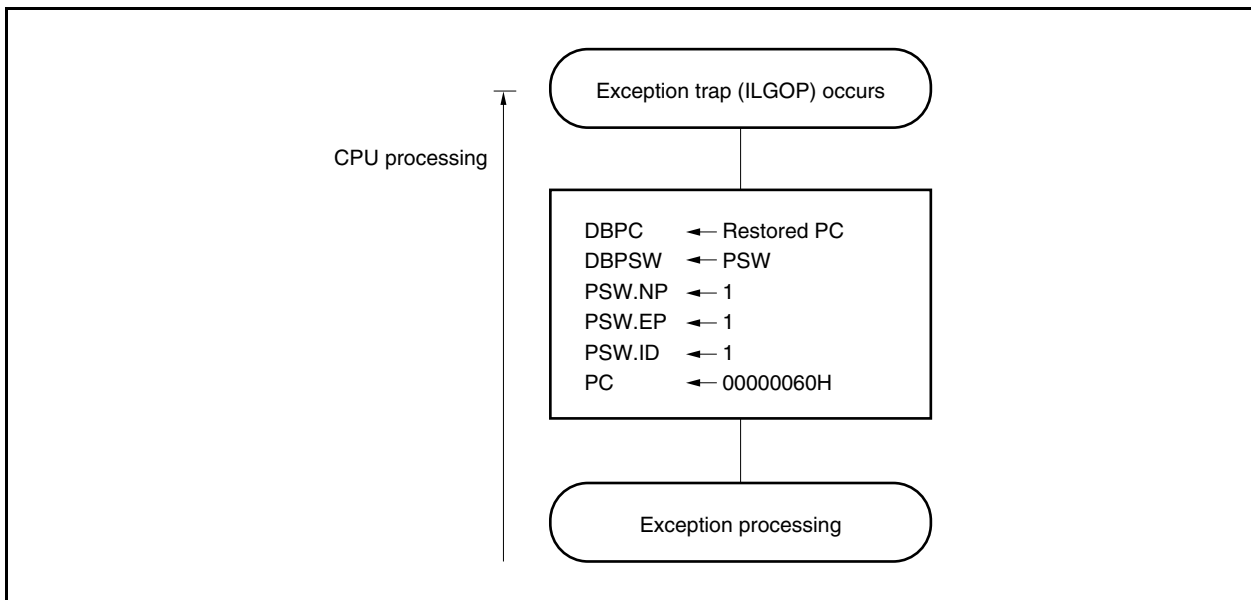 Exception trap (ILGOP) occurs
CPU processing
DBPC ← Restored PC
DBPSW ← PSW
PSW.NP ← 1
PSW.EP ← 1
PSW.ID ← 1
PC ← 00000060H
Exception processing